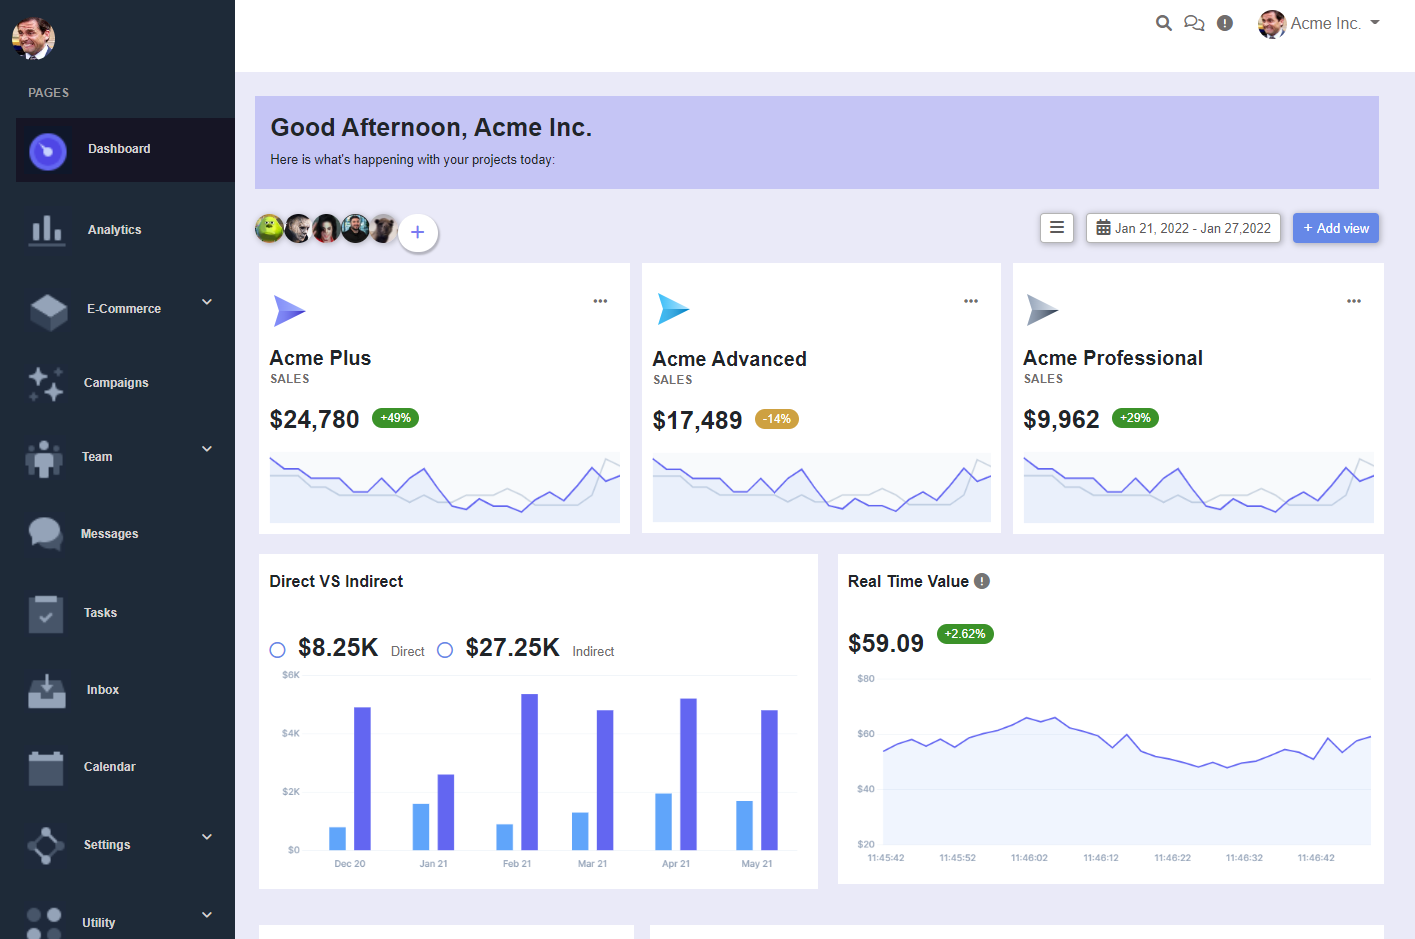 Acme Inc.
PAGES
Dashboard
Analytics
E-Commerce
Campaigns
Team
Messages
Tasks
Inbox
Calendar
Settings
Utility
Good Afternoon, Acme Inc.
Here is what's happening with your projects today:
+
Jan 21, 2022 - Jan 27,2022
+ Add view
Acme Plus
SALES
$24,780 +49%
Acme Advanced
SALES
$17,489 -14%
Acme Professional
SALES
$9,962 +29%
Direct VS Indirect
$8.25K Direct $27.25K Indirect
$6K
$4K
$2K
$0
Dec 20 Jan 21 Feb 21 Mar 21 Apr 21 May 21
Real Time Value
$59.09 +2.62%
$80
$60
$40
$20
11:45:42 11:45:52 11:46:02 11:46:12 11:46:22 11:46:32 11:46:42